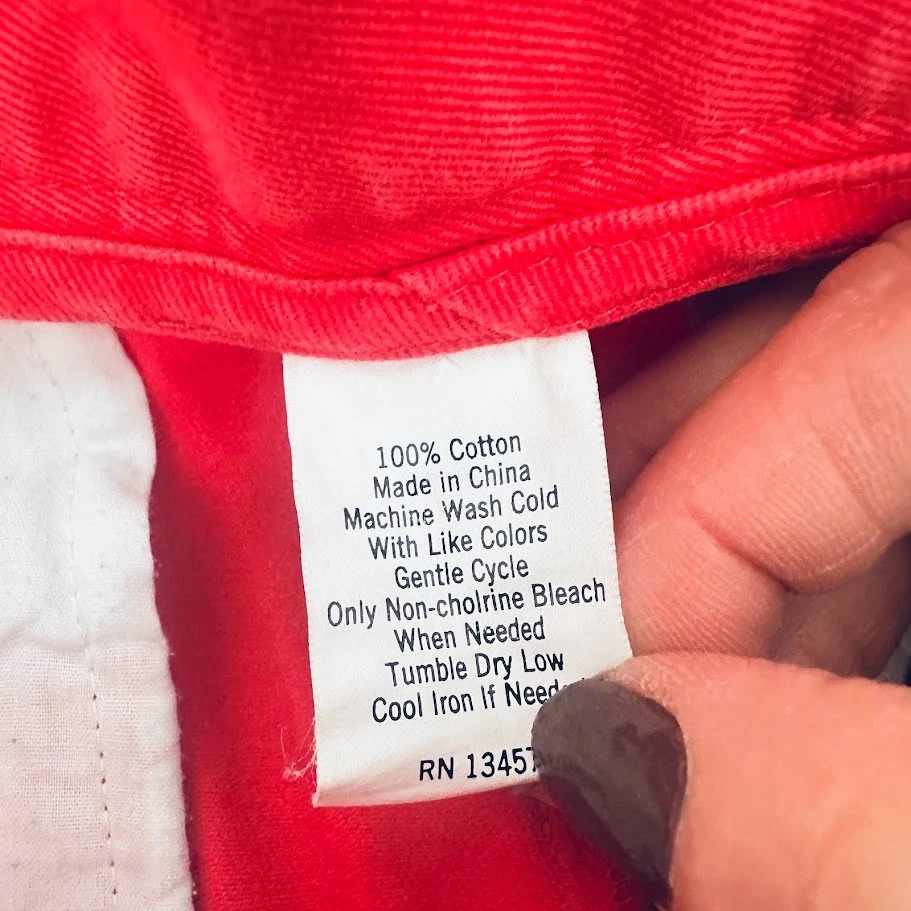 100% Cotton
Made in China
Machine Wash Cold
With Like Colors
Gentle Cycle
Only Non-cholrine Bleach
When Needed
Tumble Dry Low
Cool Iron If
RN